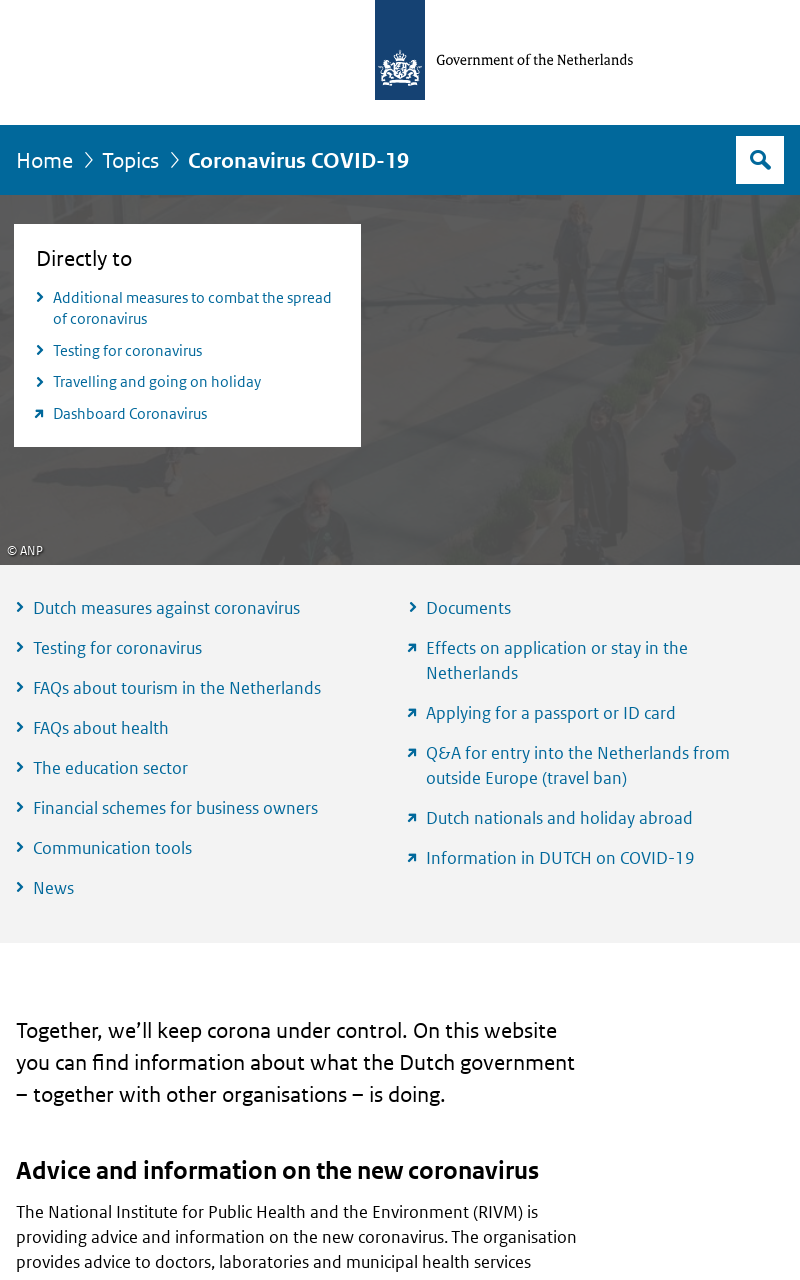 Government of the Netherlands
Home
Topics
Coronavirus COVID-19
Directly to
Additional measures to combat the spread
of coronavirus
Testing for coronavirus
Travelling and going on holiday
Dashboard Coronavirus
© ANP
Dutch measures against coronavirus
Testing for coronavirus
FAQs about tourism in the Netherlands
FAQs about health
The education sector
Financial schemes for business owners
Communication tools
News
Documents
Effects on application or stay in the
Netherlands
Applying for a passport or ID card
Q&A for entry into the Netherlands from
outside Europe (travel ban)
Dutch nationals and holiday abroad
Information in DUTCH on COVID-19
Together, we’ll keep corona under control. On this website
you can find information about what the Dutch government
– together with other organisations – is doing.
Advice and information on the new coronavirus
The National Institute for Public Health and the Environment (RIVM) is
providing advice and information on the new coronavirus. The organisation
provides advice to doctors, laboratories and municipal health services